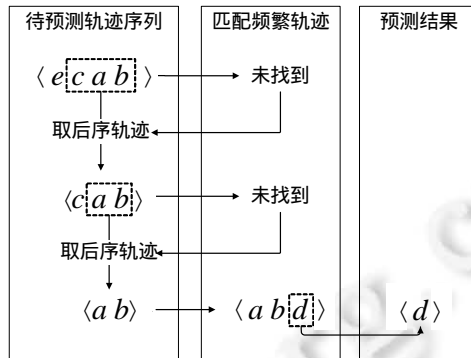 待预测轨迹序列 匹配频繁轨迹 预测结果
⟨ e c a b ⟩ 未找到
取后序轨迹
⟨c a b⟩ 未找到
取后序轨迹
⟨a b⟩ ⟨ a b d ⟩ ⟨d⟩